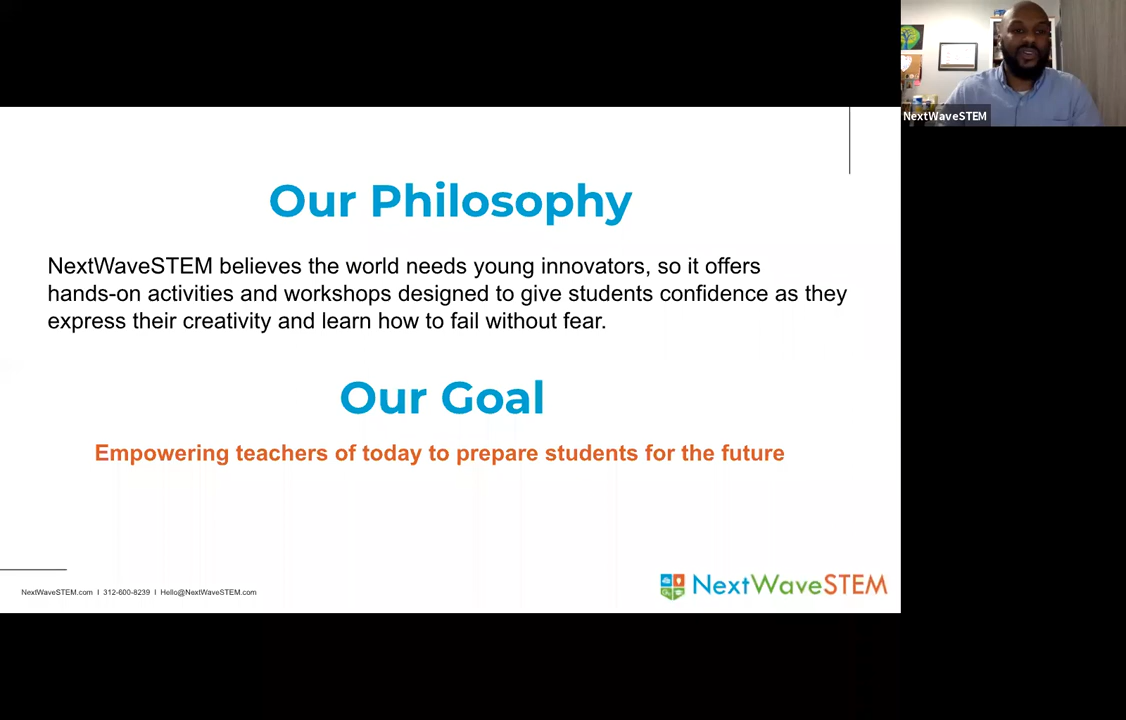 NextWaveSTEM
Our Philosophy
NextWaveSTEM believes the world needs young innovators, so it offers
hands-on activities and workshops designed to give students confidence as they
express their creativity and learn how to fail without fear.
Our Goal
Empowering teachers of today to prepare students for the future
NextWaveSTEM.com I 312-600-8239 I Hello@NextWaveSTEM.com
NextWaveSTEM